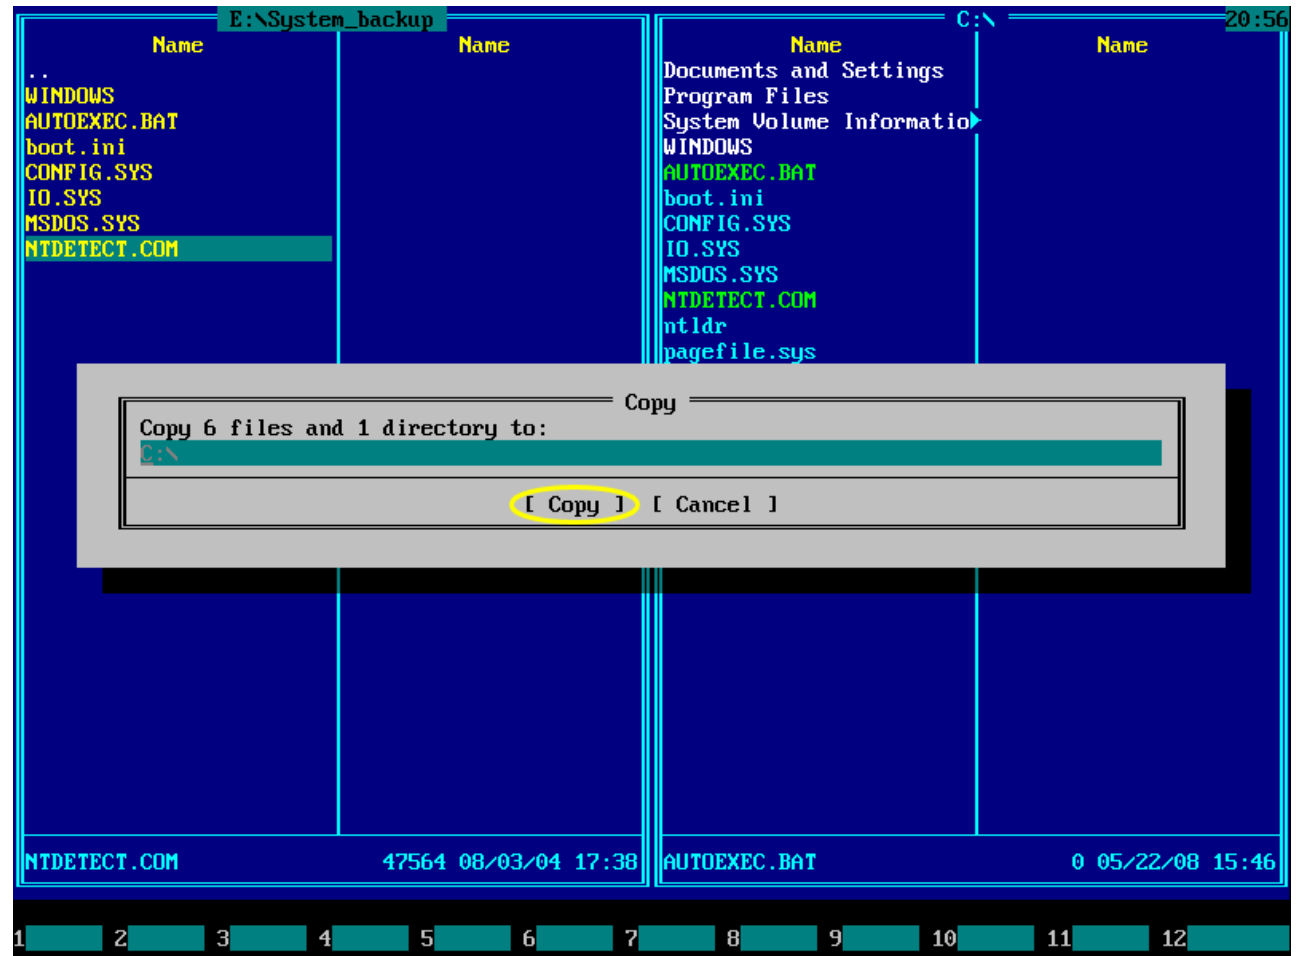 E:\System_backup
Name Name
..
WINDOWS
AUTOEXEC.BAT
boot.ini
CONFIG.SYS
IO.SYS
MSDOS.SYS
NTDETECT.COM
C:\ 20:56
Name Name
Documents and Settings
Program Files
System Volume Informatio
WINDOWS
AUTOEXEC.BAT
boot.ini
CONFIG.SYS
IO.SYS
MSDOS.SYS
NTDETECT.COM
ntldr
pagefile.sys
Copy
Copy 6 files and 1 directory to:
C:\
[ Copy ] [ Cancel ]
NTDETECT.COM 47564 08/03/04 17:38
AUTOEXEC.BAT 0 05/22/08 15:46
1 2 3 4 5 6 7 8 9 10 11 12